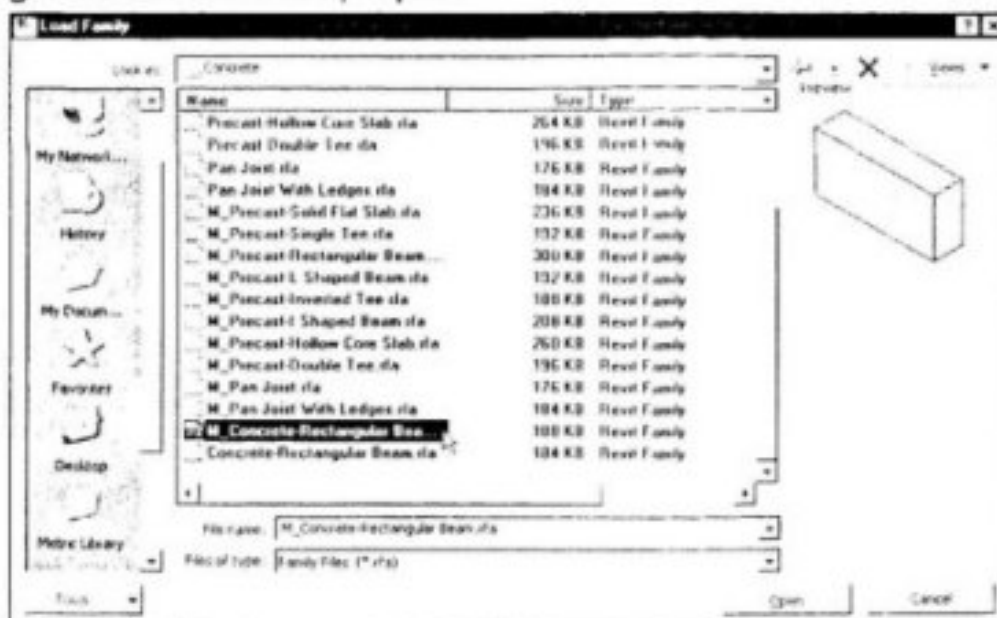 Load Family
Look in: Concrete
Views
Preview
Name Size Type
Precast-Hollow Core Slab.rfa 264 KB Revit Family
Precast-Double Tee.rfa 196 KB Revit Family
Pan Joist.rfa 176 KB Revit Family
Pan Joist With Ledges.rfa 184 KB Revit Family
M_Precast-Solid Flat Slab.rfa 236 KB Revit Family
M_Precast-Single Tee.rfa 192 KB Revit Family
M_Precast-Rectangular Beam... 300 KB Revit Family
M_Precast-L Shaped Beam.rfa 192 KB Revit Family
M_Precast-Inverted Tee.rfa 188 KB Revit Family
M_Precast-I Shaped Beam.rfa 208 KB Revit Family
M_Precast-Hollow Core Slab.rfa 260 KB Revit Family
M_Precast-Double Tee.rfa 196 KB Revit Family
M_Pan Joist.rfa 176 KB Revit Family
M_Pan Joist With Ledges.rfa 184 KB Revit Family
M_Concrete-Rectangular Bea... 188 KB Revit Family
Concrete-Rectangular Beam.rfa 184 KB Revit Family
My Network...
History
My Docum...
Favorites
Desktop
Metric Library
File name: M_Concrete-Rectangular Beam.rfa
Files of type: Family Files (*.rfa)
Tools
Open
Cancel